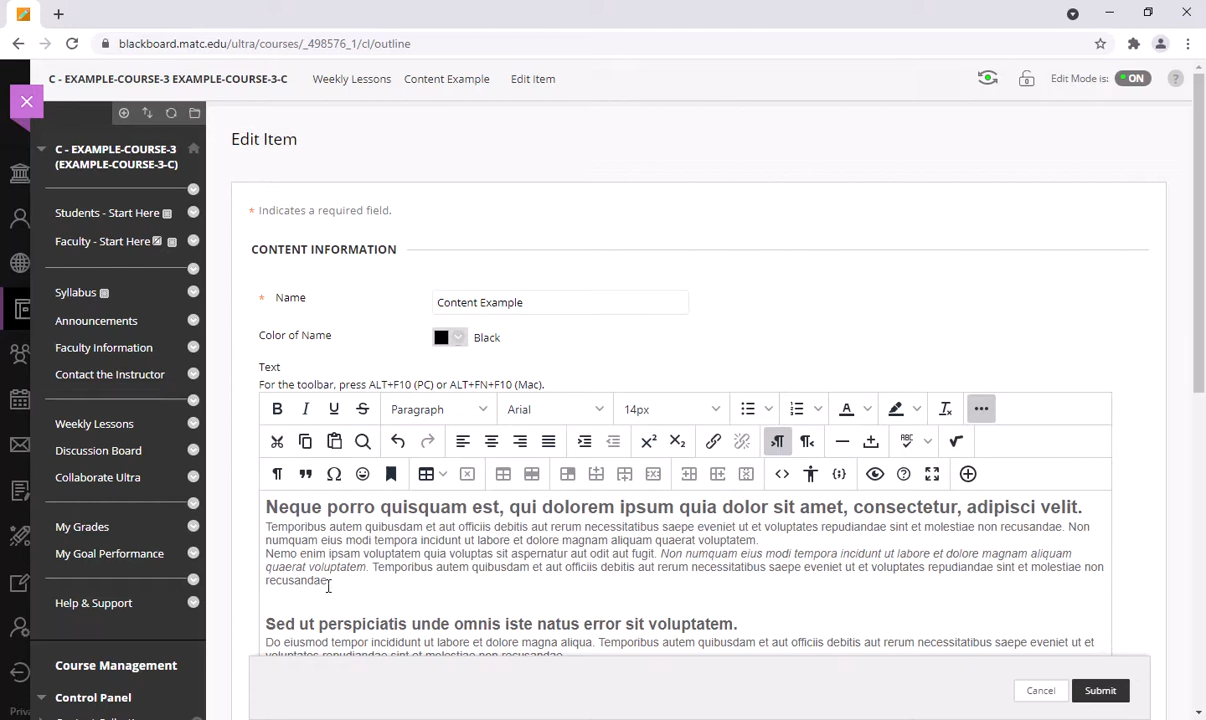 blackboard.matc.edu/ultra/courses/_498576_1/cl/outline
C - EXAMPLE-COURSE-3 EXAMPLE-COURSE-3-C
Weekly Lessons
Content Example
Edit Item
Edit Mode is:
ON
?
C - EXAMPLE-COURSE-3
(EXAMPLE-COURSE-3-C)
Students - Start Here
Faculty - Start Here
Syllabus
Announcements
Faculty Information
Contact the Instructor
Weekly Lessons
Discussion Board
Collaborate Ultra
My Grades
My Goal Performance
Help & Support
Course Management
Control Panel
Priva
Edit Item
* Indicates a required field.
CONTENT INFORMATION
* Name
Content Example
Color of Name
Black
Text
For the toolbar, press ALT+F10 (PC) or ALT+FN+F10 (Mac).
B I U S Paragraph Arial 14px A
Neque porro quisquam est, qui dolorem ipsum quia dolor sit amet, consectetur, adipisci velit.
Temporibus autem quibusdam et aut officiis debitis aut rerum necessitatibus saepe eveniet ut et voluptates repudiandae sint et molestiae non recusandae. Non
numquam eius modi tempora incidunt ut labore et dolore magnam aliquam quaerat voluptatem.
Nemo enim ipsam voluptatem quia voluptas sit aspernatur aut odit aut fugit. Non numquam eius modi tempora incidunt ut labore et dolore magnam aliquam
quaerat voluptatem. Temporibus autem quibusdam et aut officiis debitis aut rerum necessitatibus saepe eveniet ut et voluptates repudiandae sint et molestiae non
recusandae.
Sed ut perspiciatis unde omnis iste natus error sit voluptatem.
Do eiusmod tempor incididunt ut labore et dolore magna aliqua. Temporibus autem quibusdam et aut officiis debitis aut rerum necessitatibus saepe eveniet ut et
voluptates repudiandae sint et molestiae non recusandae.
Cancel
Submit